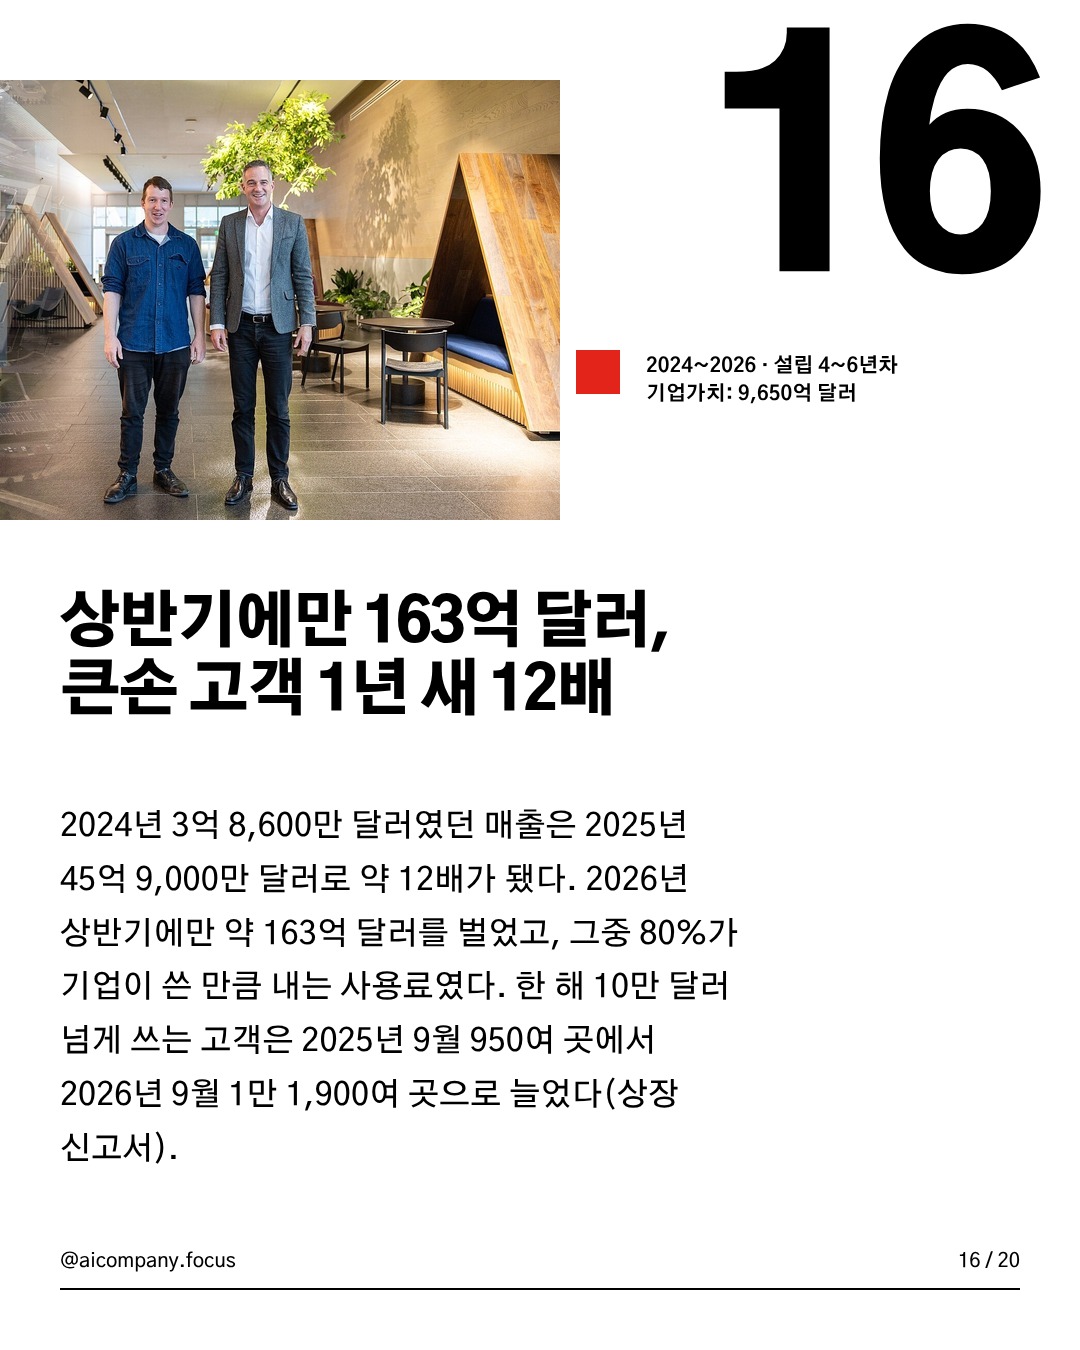 16
2024~2026 · 설립 4~6년차
기업가치: 9,650억 달러
상반기에만 163억 달러,
큰손 고객 1년 새 12배
2024년 3억 8,600만 달러였던 매출은 2025년
45억 9,000만 달러로 약 12배가 됐다. 2026년
상반기에만 약 163억 달러를 벌었고, 그중 80%가
기업이 쓴 만큼 내는 사용료였다. 한 해 10만 달러
넘게 쓰는 고객은 2025년 9월 950여 곳에서
2026년 9월 1만 1,900여 곳으로 늘었다(상장
신고서).
@aicompany.focus
16 / 20